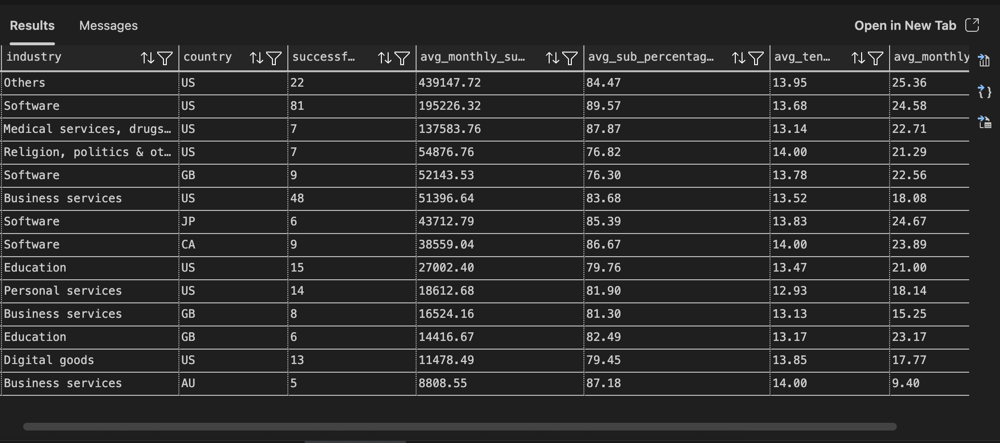 Results Messages Open in New Tab
industry country successf… avg_monthly_su… avg_sub_percentag… avg_ten… avg_monthly
Others US 22 439147.72 84.47 13.95 25.36
Software US 81 195226.32 89.57 13.68 24.58
Medical services, drugs… US 7 137583.76 87.87 13.14 22.71
Religion, politics & ot… US 7 54876.76 76.82 14.00 21.29
Software GB 9 52143.53 76.30 13.78 22.56
Business services US 48 51396.64 83.68 13.52 18.08
Software JP 6 43712.79 85.39 13.83 24.67
Software CA 9 38559.04 86.67 14.00 23.89
Education US 15 27002.40 79.76 13.47 21.00
Personal services US 14 18612.68 81.90 12.93 18.14
Business services GB 8 16524.16 81.30 13.13 15.25
Education GB 6 14416.67 82.49 13.17 23.17
Digital goods US 13 11478.49 79.45 13.85 17.77
Business services AU 5 8808.55 87.18 14.00 9.40